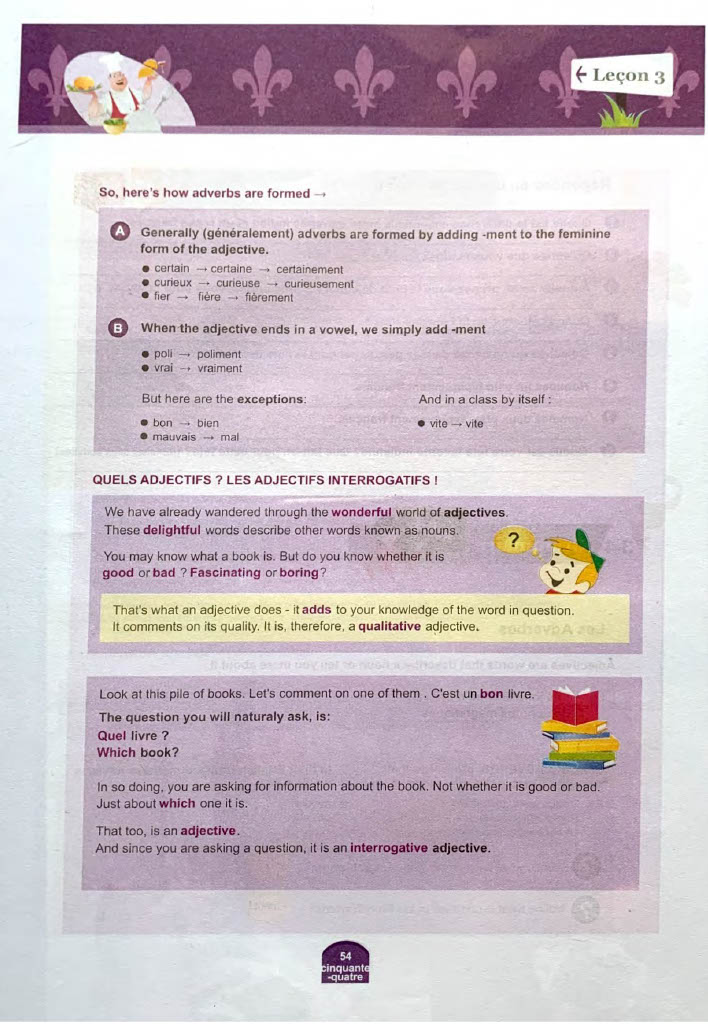 ← Leçon 3
So, here's how adverbs are formed →
A Generally (généralement) adverbs are formed by adding -ment to the feminine
form of the adjective.
● certain → certaine → certainement
● curieux → curieuse → curieusement
● fier → fière → fièrement
B When the adjective ends in a vowel, we simply add -ment
● poli → poliment
● vrai → vraiment
But here are the exceptions: And in a class by itself :
● bon → bien ● vite → vite
● mauvais → mal
QUELS ADJECTIFS ? LES ADJECTIFS INTERROGATIFS !
We have already wandered through the wonderful world of adjectives.
These delightful words describe other words known as nouns.
?
You may know what a book is. But do you know whether it is
good or bad ? Fascinating or boring?
That's what an adjective does - it adds to your knowledge of the word in question.
It comments on its quality. It is, therefore, a qualitative adjective.
Look at this pile of books. Let's comment on one of them . C'est un bon livre.
The question you will naturaly ask, is:
Quel livre ?
Which book?
In so doing, you are asking for information about the book. Not whether it is good or bad.
Just about which one it is.
That too, is an adjective.
And since you are asking a question, it is an interrogative adjective.
54
cinquante
-quatre